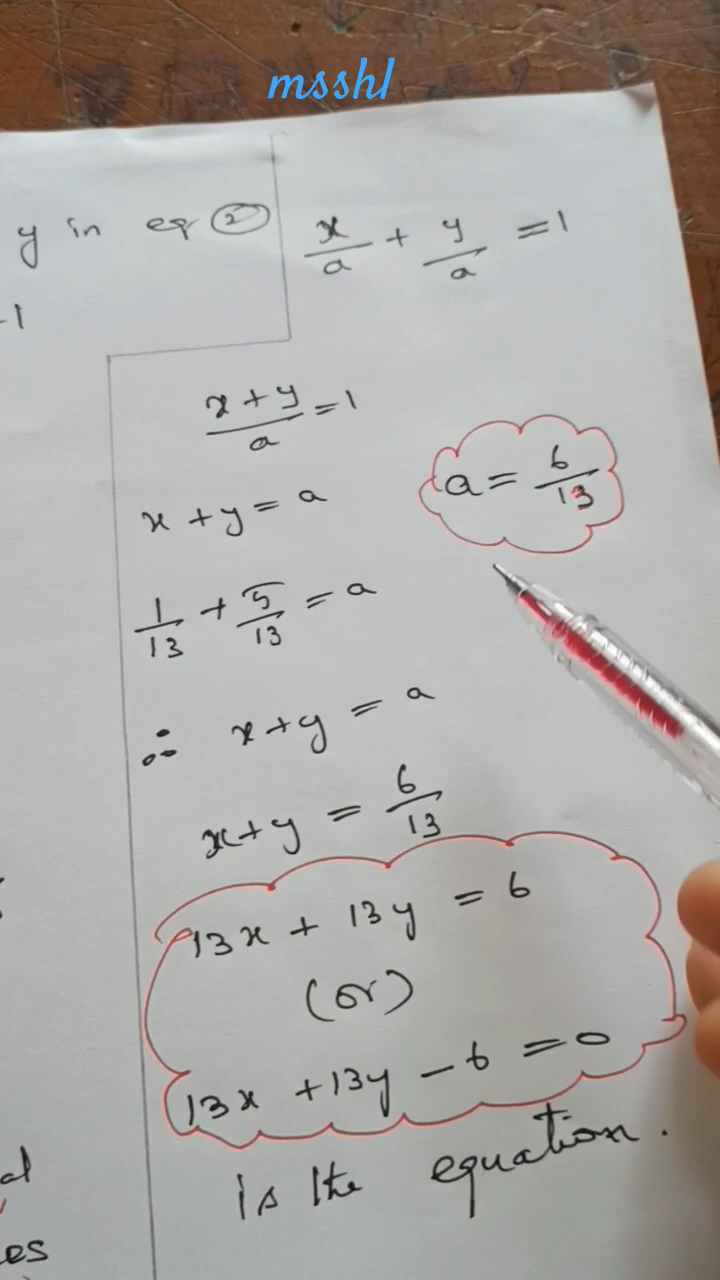 msshl
y in eq ②
-1
x/a + y/a = 1
(x + y)/a = 1
x + y = a
a = 6/13
1/13 + 5/13 = a
∴ x + y = a
x + y = 6/13
13x + 13y = 6
(or)
13x + 13y - 6 = 0
is the equation.
al
es